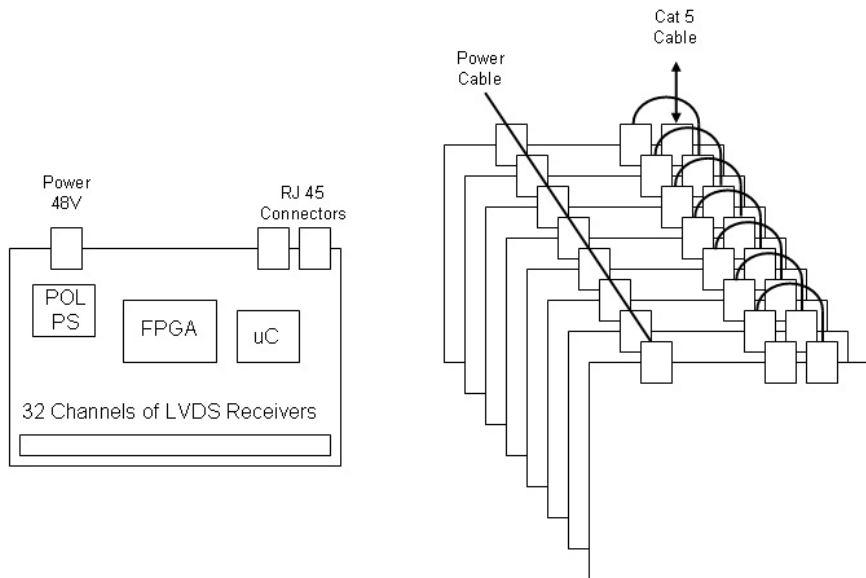 Cat 5
Cable
Power
Cable
Power
48V
RJ 45
Connectors
POL
PS
FPGA
uC
32 Channels of LVDS Receivers